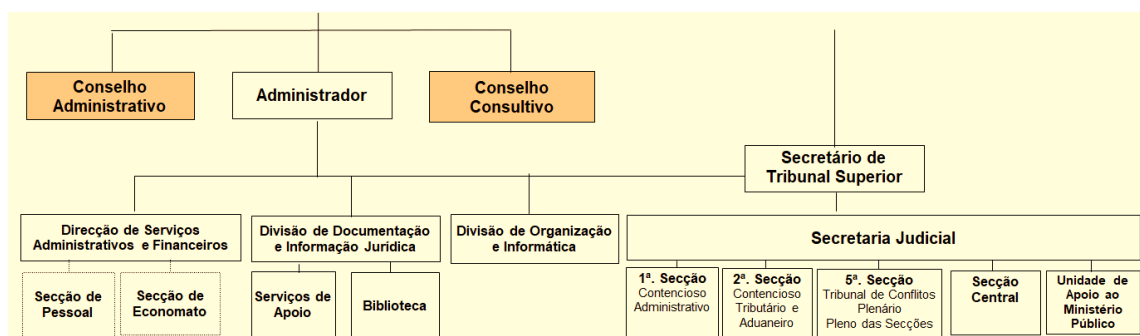 Conselho
Administrativo
Administrador
Conselho
Consultivo
Secretário de
Tribunal Superior
Direcção de Serviços
Administrativos e Financeiros
Divisão de Documentação
e Informação Jurídica
Divisão de Organização
e Informática
Secretaria Judicial
Secção de
Pessoal
Secção de
Economato
Serviços de
Apoio
Biblioteca
1ª. Secção
Contencioso
Administrativo
2ª. Secção
Contencioso
Tributário e
Aduaneiro
5ª. Secção
Tribunal de Conflitos
Plenário
Pleno das Secções
Secção
Central
Unidade de
Apoio ao
Ministério
Público